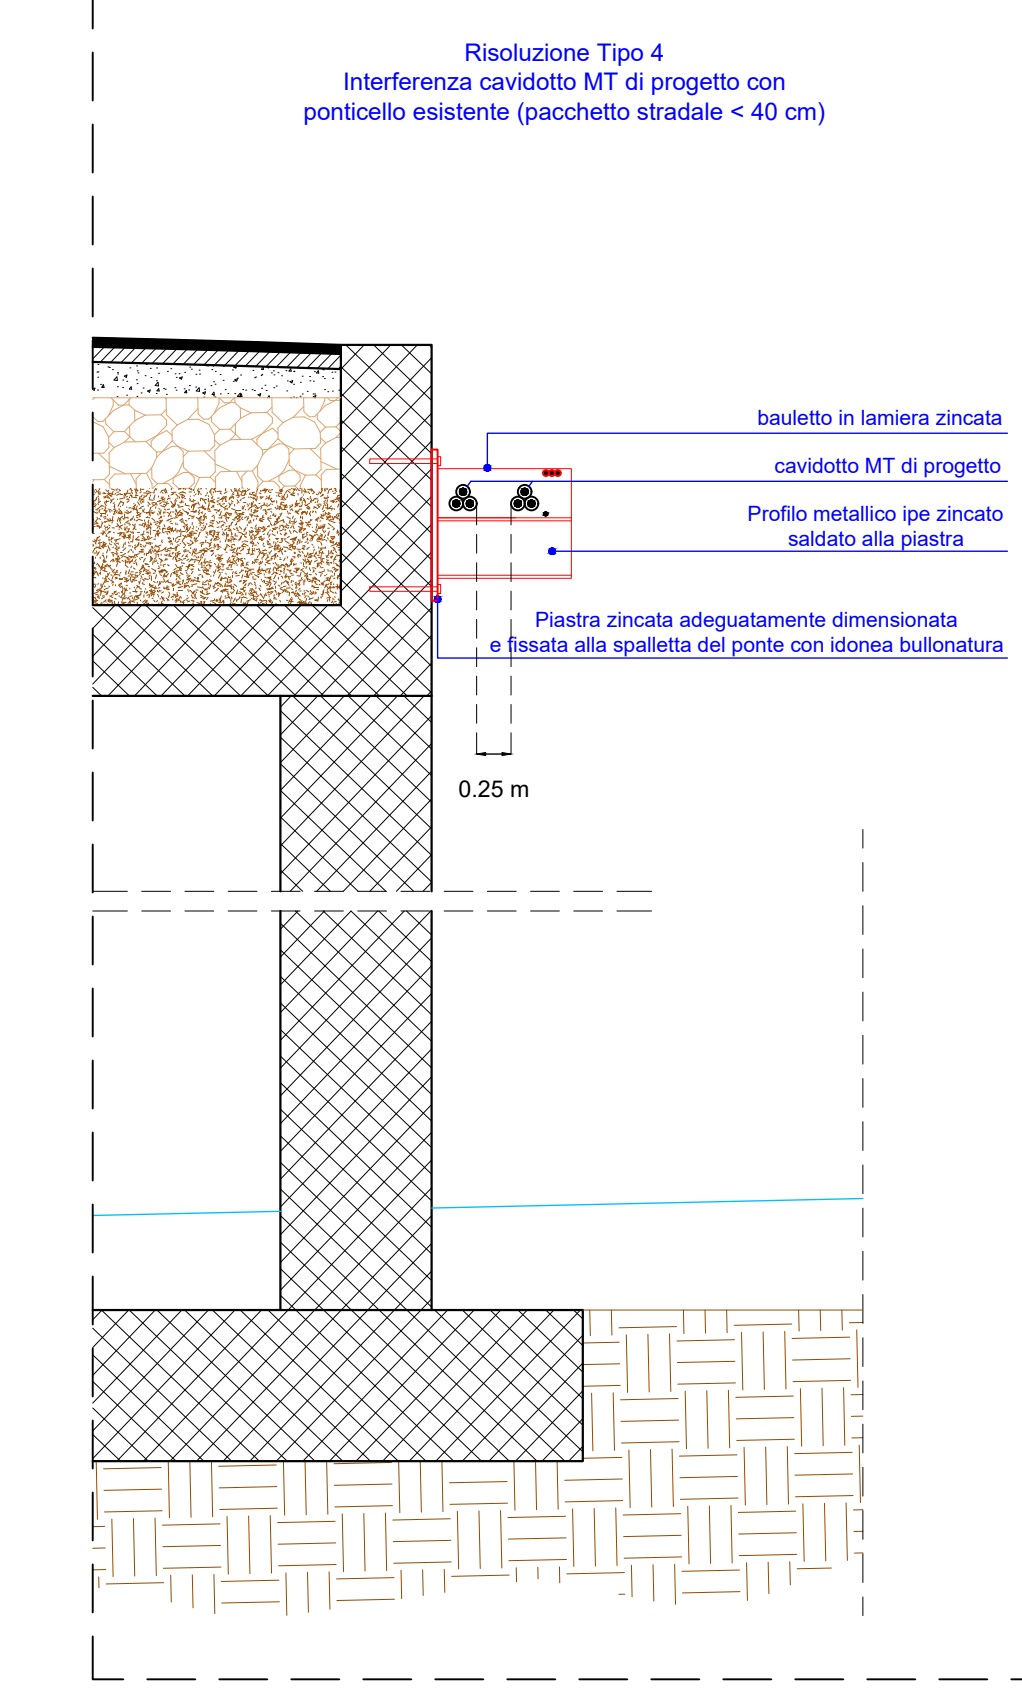 Risoluzione Tipo 4
Interferenza cavidotto MT di progetto con
ponticello esistente (pacchetto stradale < 40 cm)
bauletto in lamiera zincata
cavidotto MT di progetto
Profilo metallico ipe zincato
saldato alla piastra
Piastra zincata adeguatamente dimensionata
e fissata alla spalletta del ponte con idonea bullonatura
0.25 m